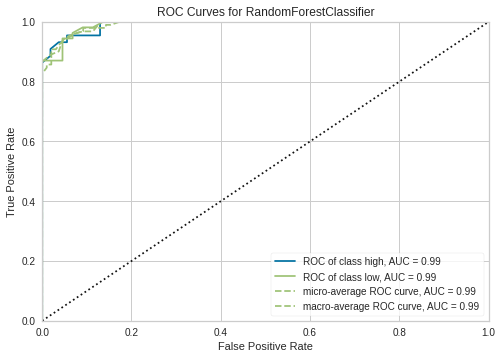 ROC Curves for RandomForestClassifier
1.0
0.8
0.6
0.4
0.2
0.0
True Positive Rate
0.0 0.2 0.4 0.6 0.8 1.0
False Positive Rate
ROC of class high, AUC = 0.99
ROC of class low, AUC = 0.99
micro-average ROC curve, AUC = 0.99
macro-average ROC curve, AUC = 0.99